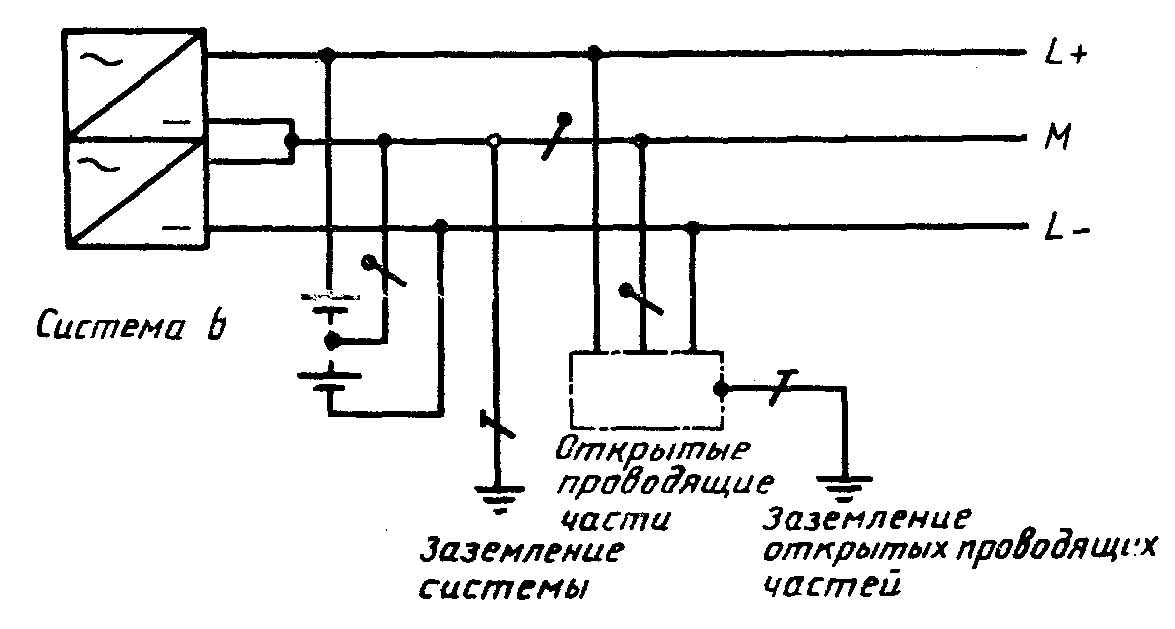 L+
M
L-
Система b
Открытые
проводящие
части
Заземление
системы
Заземление
открытых проводящих
частей